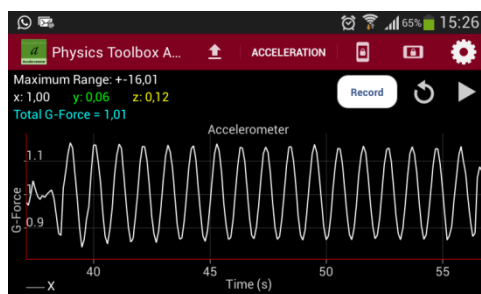 65% 15:26
a Physics Toolbox A... ACCELERATION
Maximum Range: +-16,01
x: 1,00 y: 0,06 z: 0,12
Total G-Force = 1,01
Record
Accelerometer
1.1
1
0.9
G-Force
40 45 50 55
X Time (s)